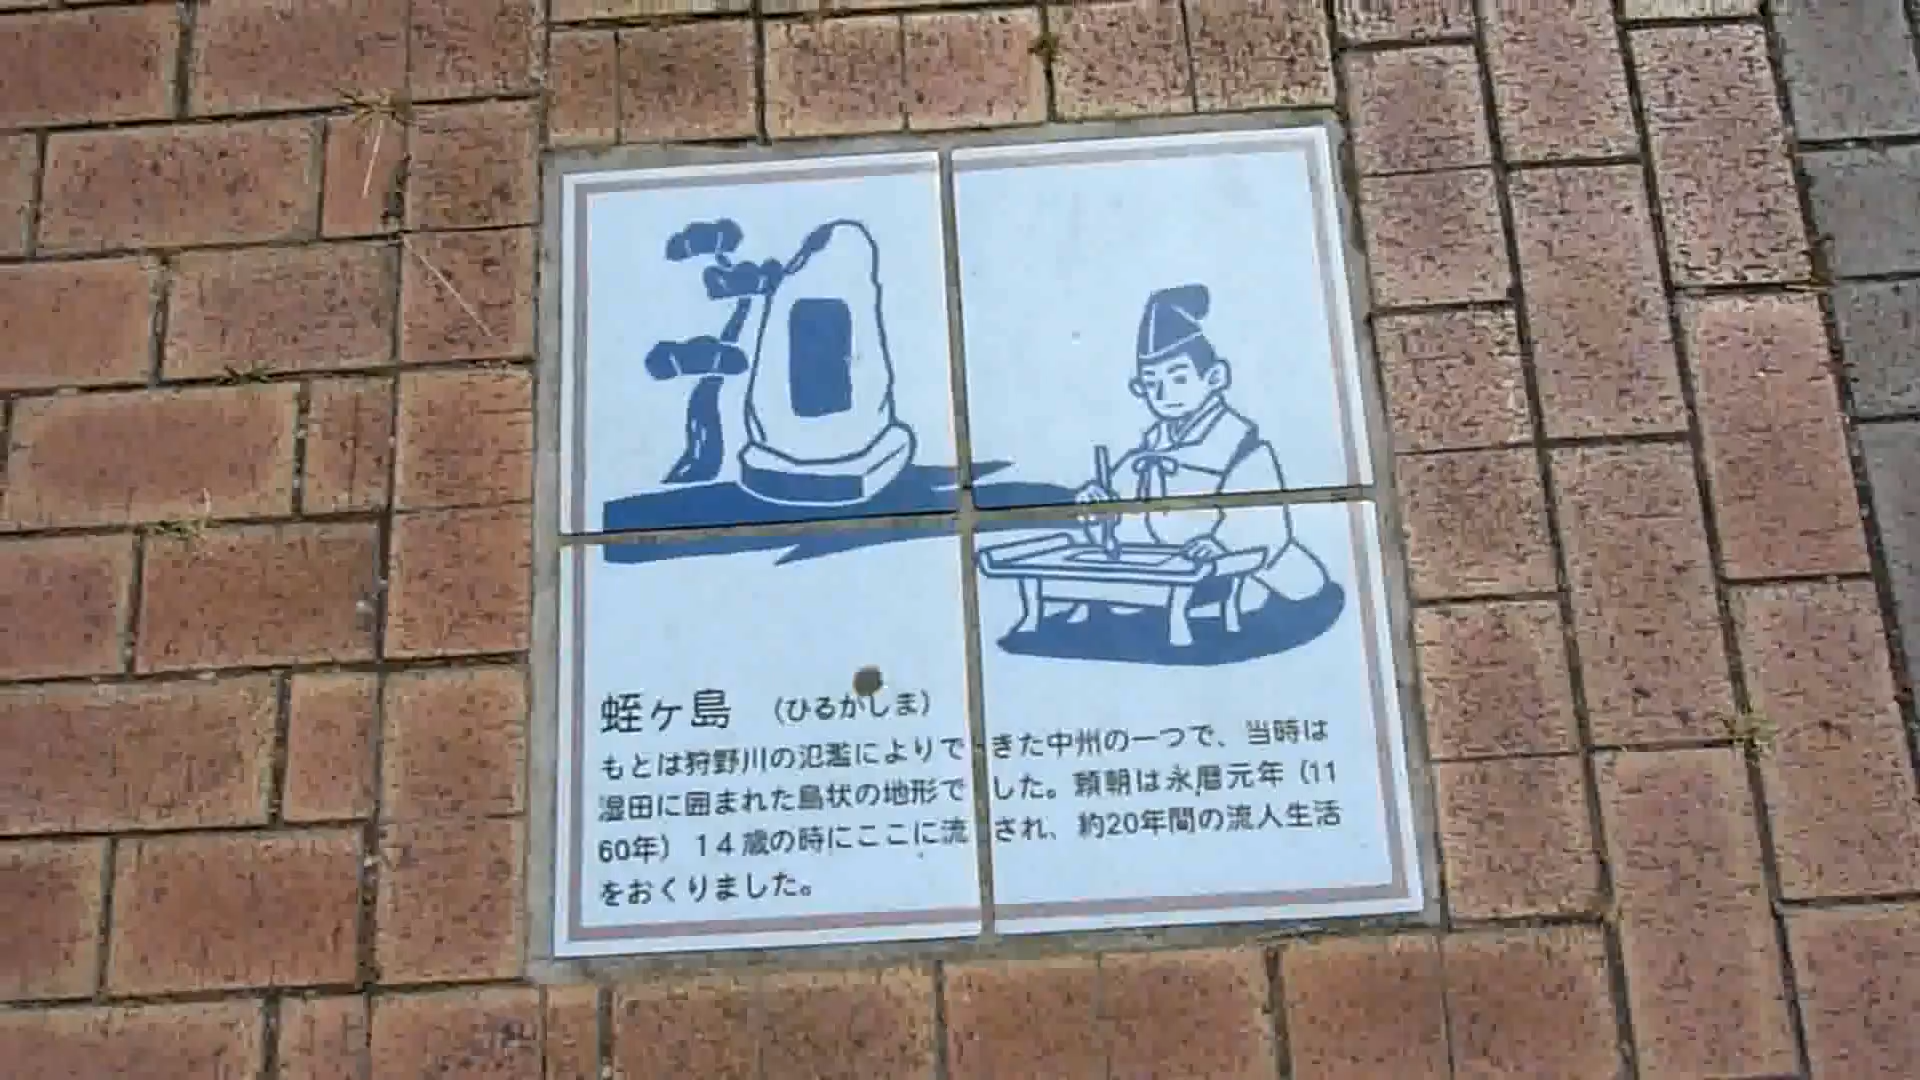 蛭ヶ島 (ひるがしま)
もとは狩野川の氾濫によりできた中州の一つで、当時は
湿田に囲まれた島状の地形でした。頼朝は永暦元年(11
60年)14歳の時にここに流され、約20年間の流人生活
をおくりました。